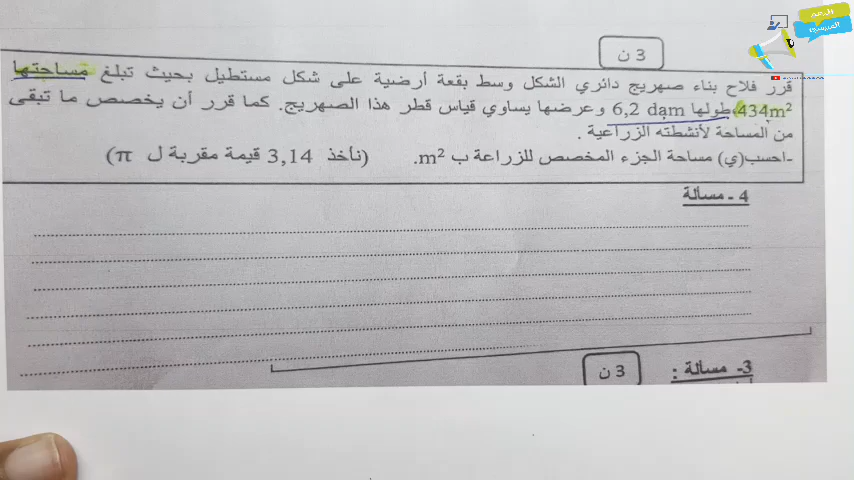 3 ن
قرر فلاح بناء صهريج دائري الشكل وسط بقعة أرضية على شكل مستطيل بحيث تبلغ مساحتها
434m² طولها 6,2 dam وعرضها يساوي قياس قطر هذا الصهريج. كما قرر أن يخصص ما تبقى
من المساحة لأنشطته الزراعية .
-احسب(ي) مساحة الجزء المخصص للزراعة ب m². (نأخذ 3,14 قيمة مقربة ل π)
4 - مسألة
3- مسألة :
3 ن